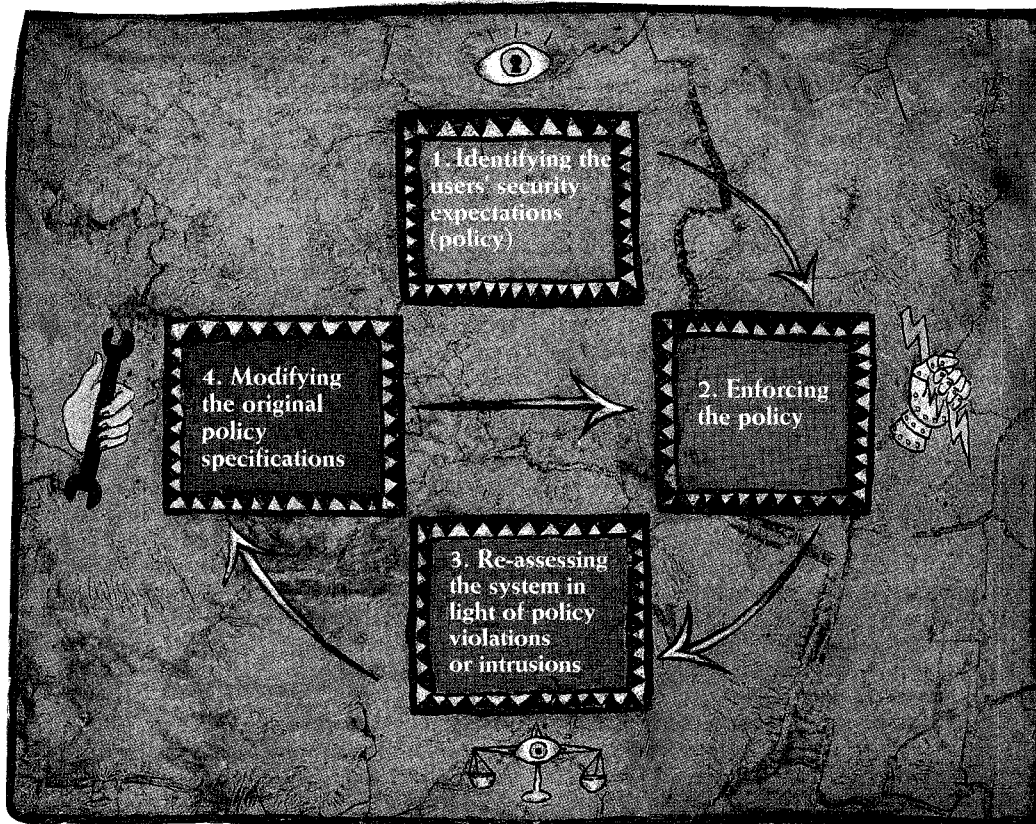 1. Identifying the
users' security
expectations
(policy)
2. Enforcing
the policy
3. Re-assessing
the system in
light of policy
violations
or intrusions
4. Modifying
the original
policy
specifications